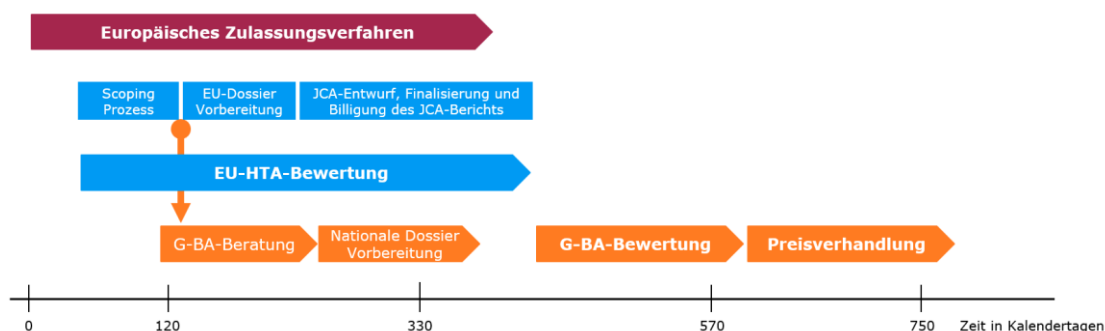 Europäisches Zulassungsverfahren
Scoping
Prozess
EU-Dossier
Vorbereitung
JCA-Entwurf, Finalisierung und
Billigung des JCA-Berichts
EU-HTA-Bewertung
G-BA-Beratung
Nationale Dossier
Vorbereitung
G-BA-Bewertung
Preisverhandlung
0
120
330
570
750
Zeit in Kalendertagen